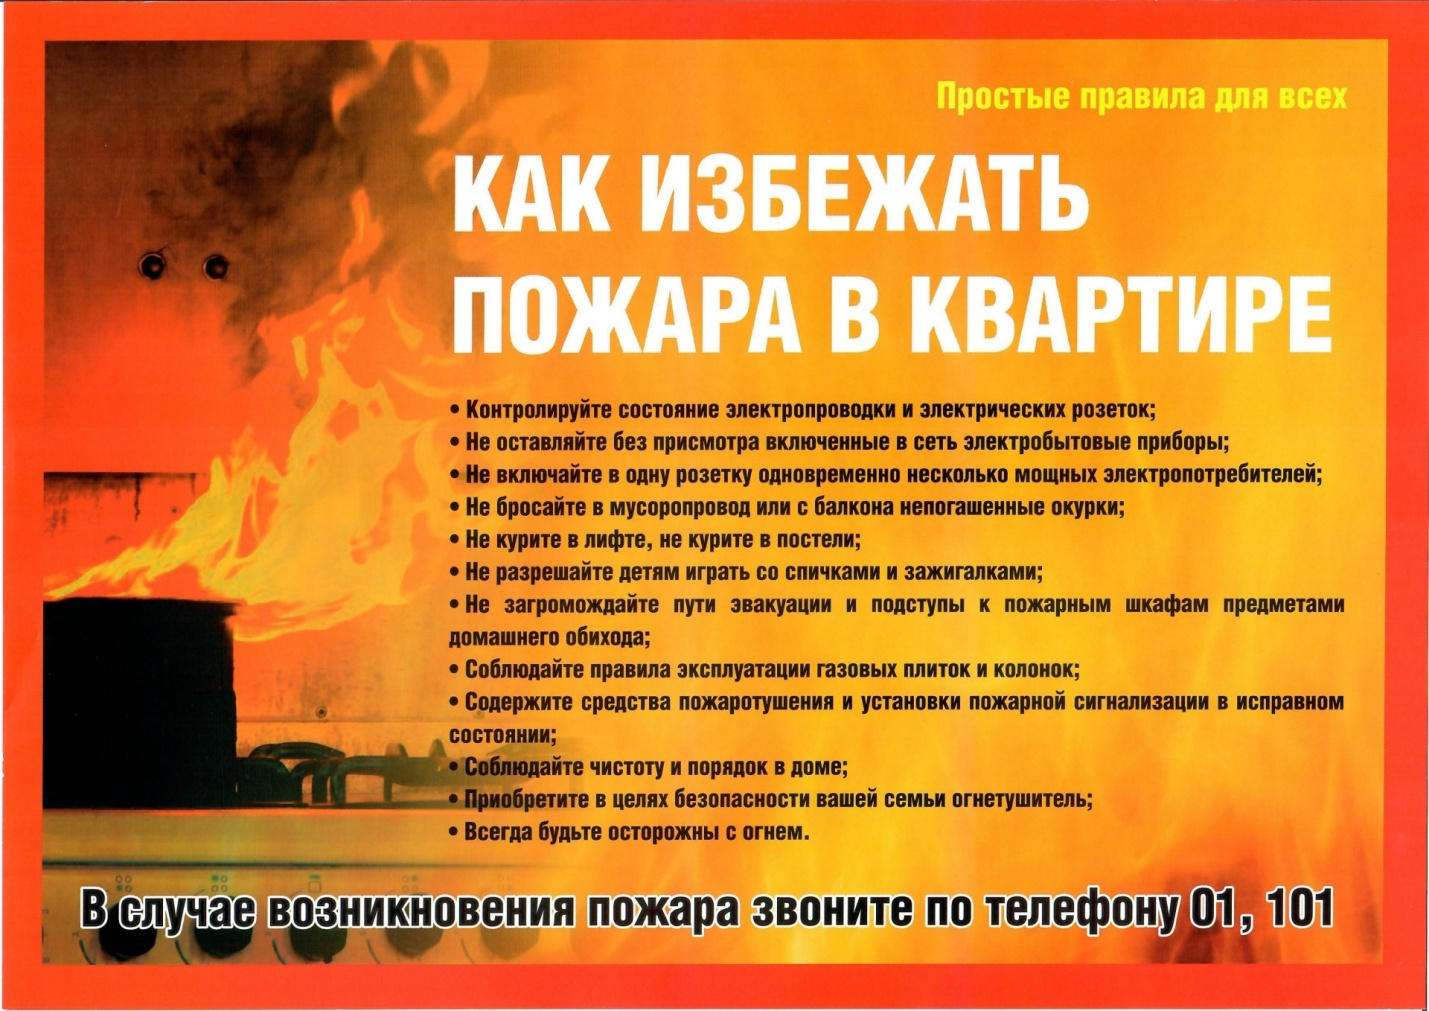 Простые правила для всех
КАК ИЗБЕЖАТЬ
ПОЖАРА В КВАРТИРЕ
• Контролируйте состояние электропроводки и электрических розеток;
• Не оставляйте без присмотра включенные в сеть электробытовые приборы;
• Не включайте в одну розетку одновременно несколько мощных электропотребителей;
• Не бросайте в мусоропровод или с балкона непогашенные окурки;
• Не курите в лифте, не курите в постели;
• Не разрешайте детям играть со спичками и зажигалками;
• Не загромождайте пути эвакуации и подступы к пожарным шкафам предметами
домашнего обихода;
• Соблюдайте правила эксплуатации газовых плиток и колонок;
• Содержите средства пожаротушения и установки пожарной сигнализации в исправном
состоянии;
• Соблюдайте чистоту и порядок в доме;
• Приобретите в целях безопасности вашей семьи огнетушитель;
• Всегда будьте осторожны с огнем.
В случае возникновения пожара звоните по телефону 01, 101